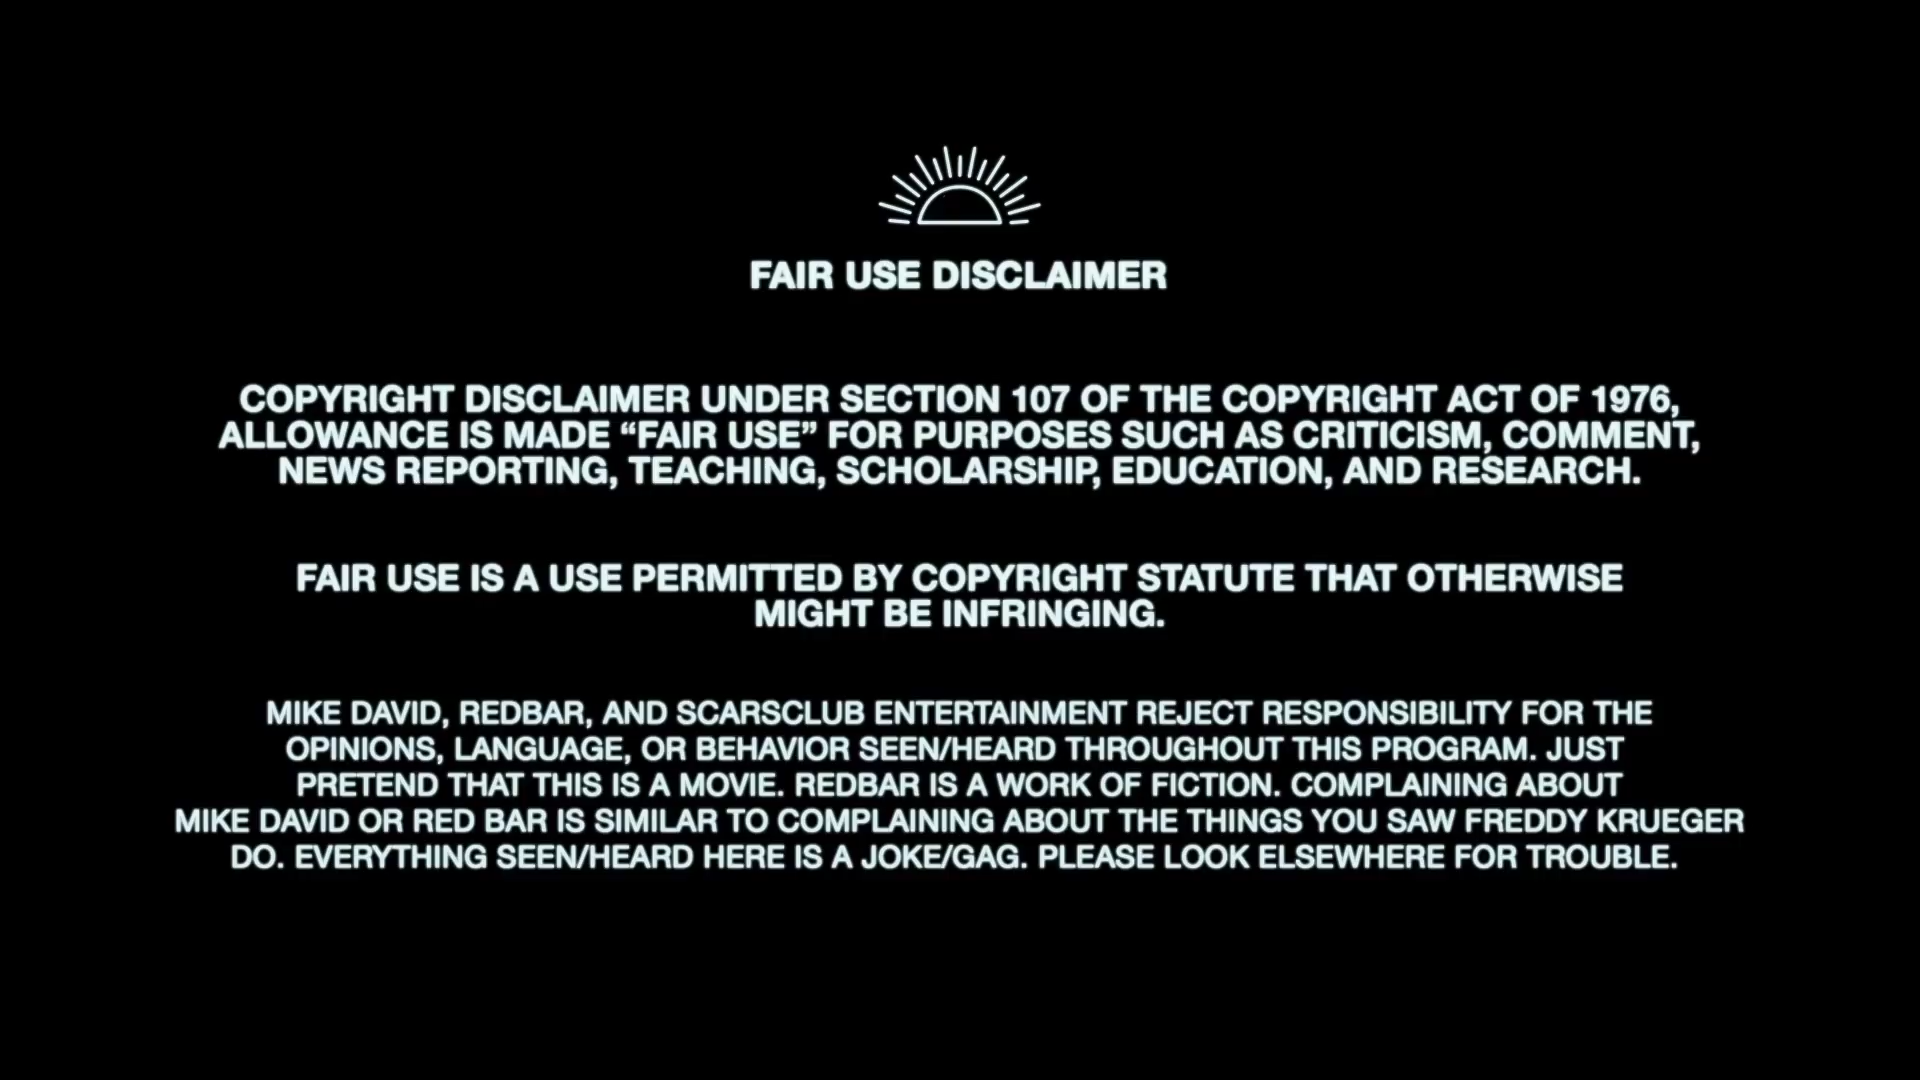 FAIR USE DISCLAIMER
COPYRIGHT DISCLAIMER UNDER SECTION 107 OF THE COPYRIGHT ACT OF 1976,
ALLOWANCE IS MADE “FAIR USE” FOR PURPOSES SUCH AS CRITICISM, COMMENT,
NEWS REPORTING, TEACHING, SCHOLARSHIP, EDUCATION, AND RESEARCH.
FAIR USE IS A USE PERMITTED BY COPYRIGHT STATUTE THAT OTHERWISE
MIGHT BE INFRINGING.
MIKE DAVID, REDBAR, AND SCARSCLUB ENTERTAINMENT REJECT RESPONSIBILITY FOR THE
OPINIONS, LANGUAGE, OR BEHAVIOR SEEN/HEARD THROUGHOUT THIS PROGRAM. JUST
PRETEND THAT THIS IS A MOVIE. REDBAR IS A WORK OF FICTION. COMPLAINING ABOUT
MIKE DAVID OR RED BAR IS SIMILAR TO COMPLAINING ABOUT THE THINGS YOU SAW FREDDY KRUEGER
DO. EVERYTHING SEEN/HEARD HERE IS A JOKE/GAG. PLEASE LOOK ELSEWHERE FOR TROUBLE.